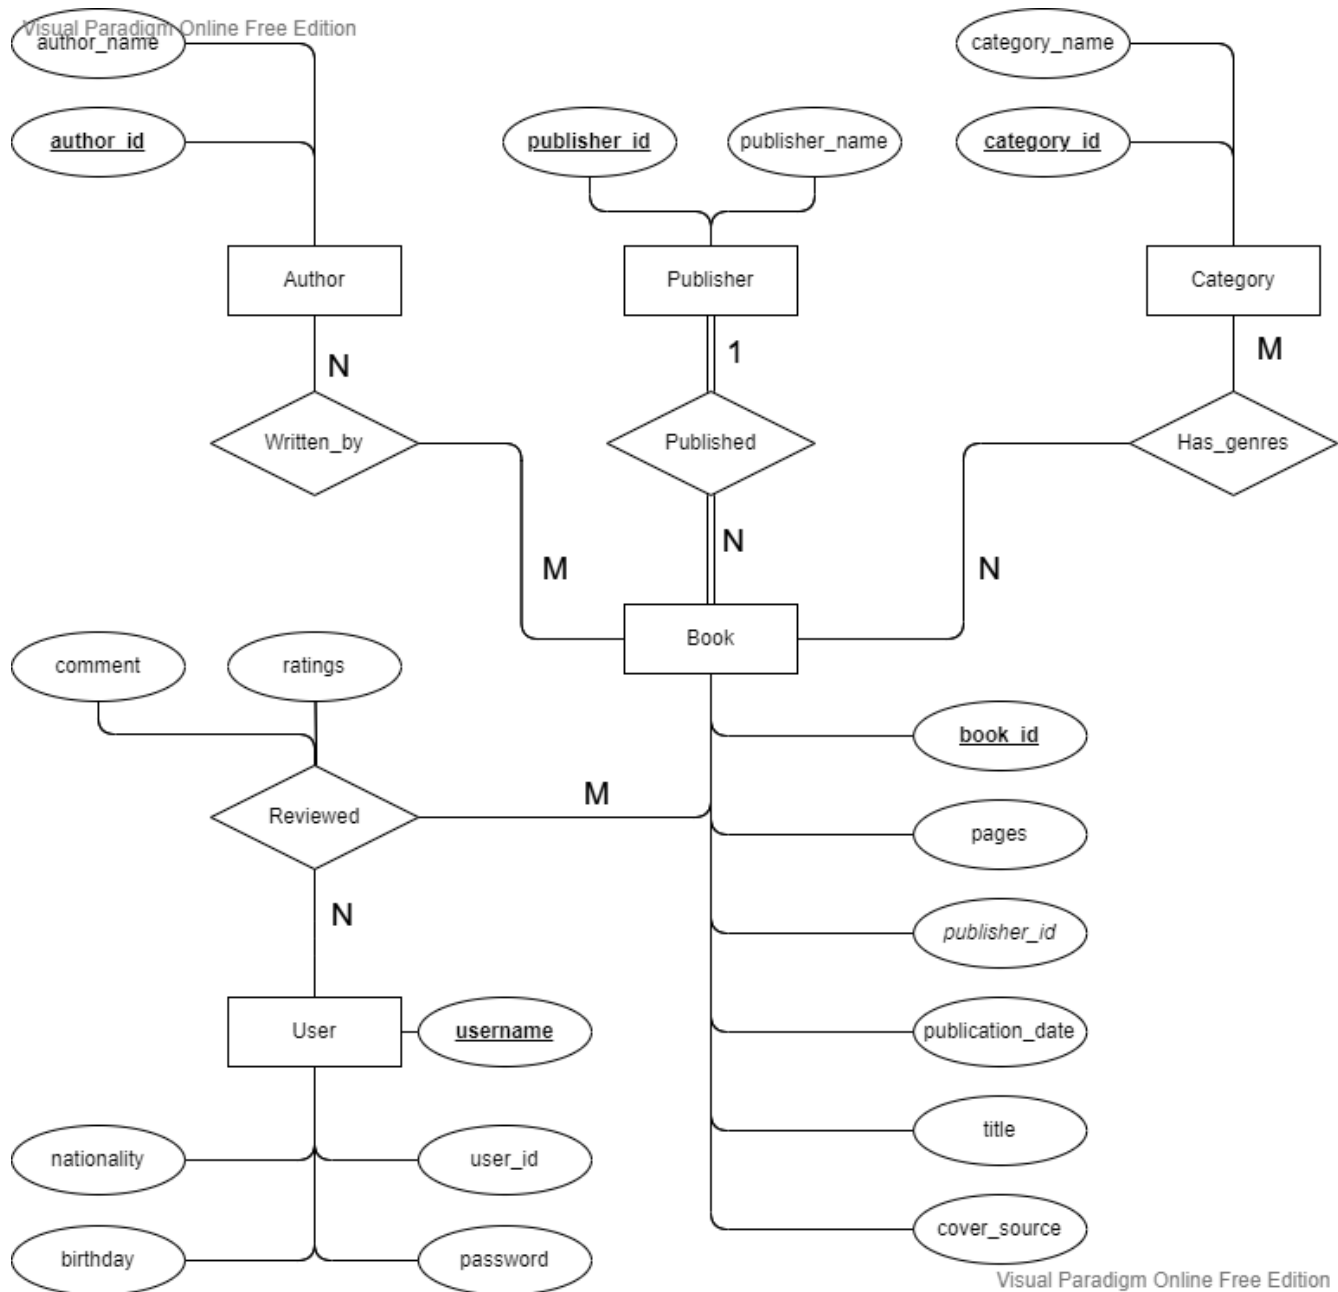 Visual Paradigm Online Free Edition
author_name
category_name
author_id
publisher_id
publisher_name
category_id
Author
Publisher
Category
N
1
M
Written_by
Published
Has_genres
N
M
N
Book
comment
ratings
book_id
M
Reviewed
pages
N
publisher_id
User
username
publication_date
title
nationality
user_id
cover_source
birthday
password
Visual Paradigm Online Free Edition